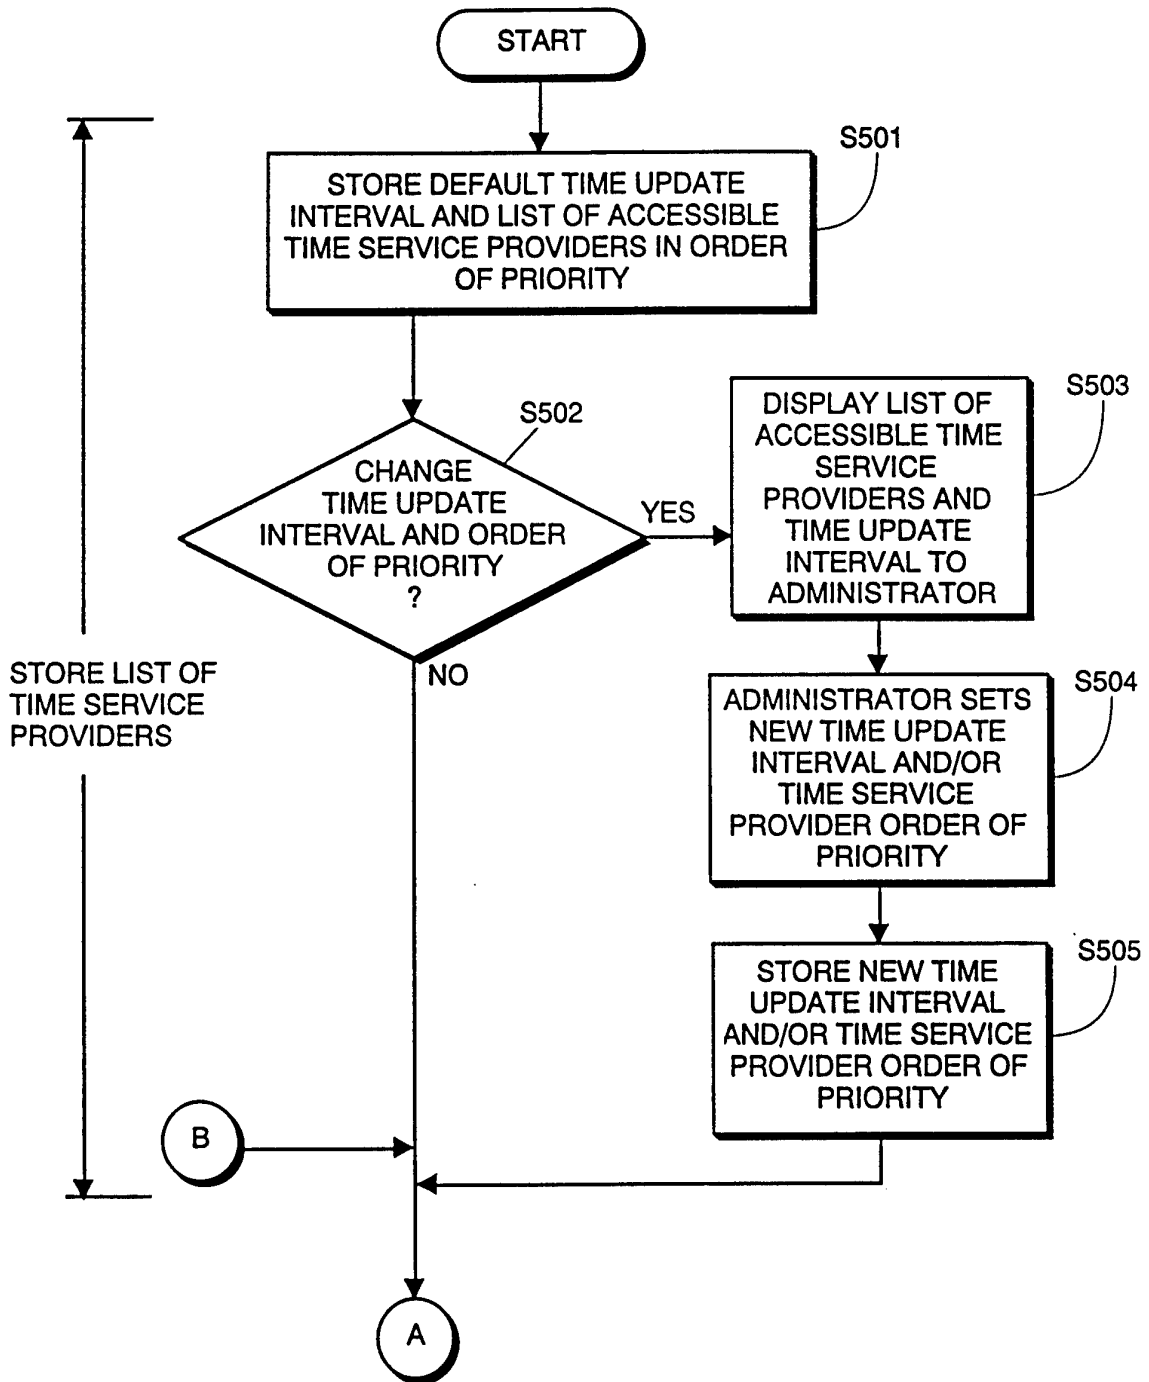 START
S501
STORE DEFAULT TIME UPDATE
INTERVAL AND LIST OF ACCESSIBLE
TIME SERVICE PROVIDERS IN ORDER
OF PRIORITY
S502
CHANGE
TIME UPDATE
INTERVAL AND ORDER
OF PRIORITY
?
YES
NO
S503
DISPLAY LIST OF
ACCESSIBLE TIME
SERVICE
PROVIDERS AND
TIME UPDATE
INTERVAL TO
ADMINISTRATOR
STORE LIST OF
TIME SERVICE
PROVIDERS
S504
ADMINISTRATOR SETS
NEW TIME UPDATE
INTERVAL AND/OR
TIME SERVICE
PROVIDER ORDER OF
PRIORITY
S505
STORE NEW TIME
UPDATE INTERVAL
AND/OR TIME SERVICE
PROVIDER ORDER OF
PRIORITY
B
A